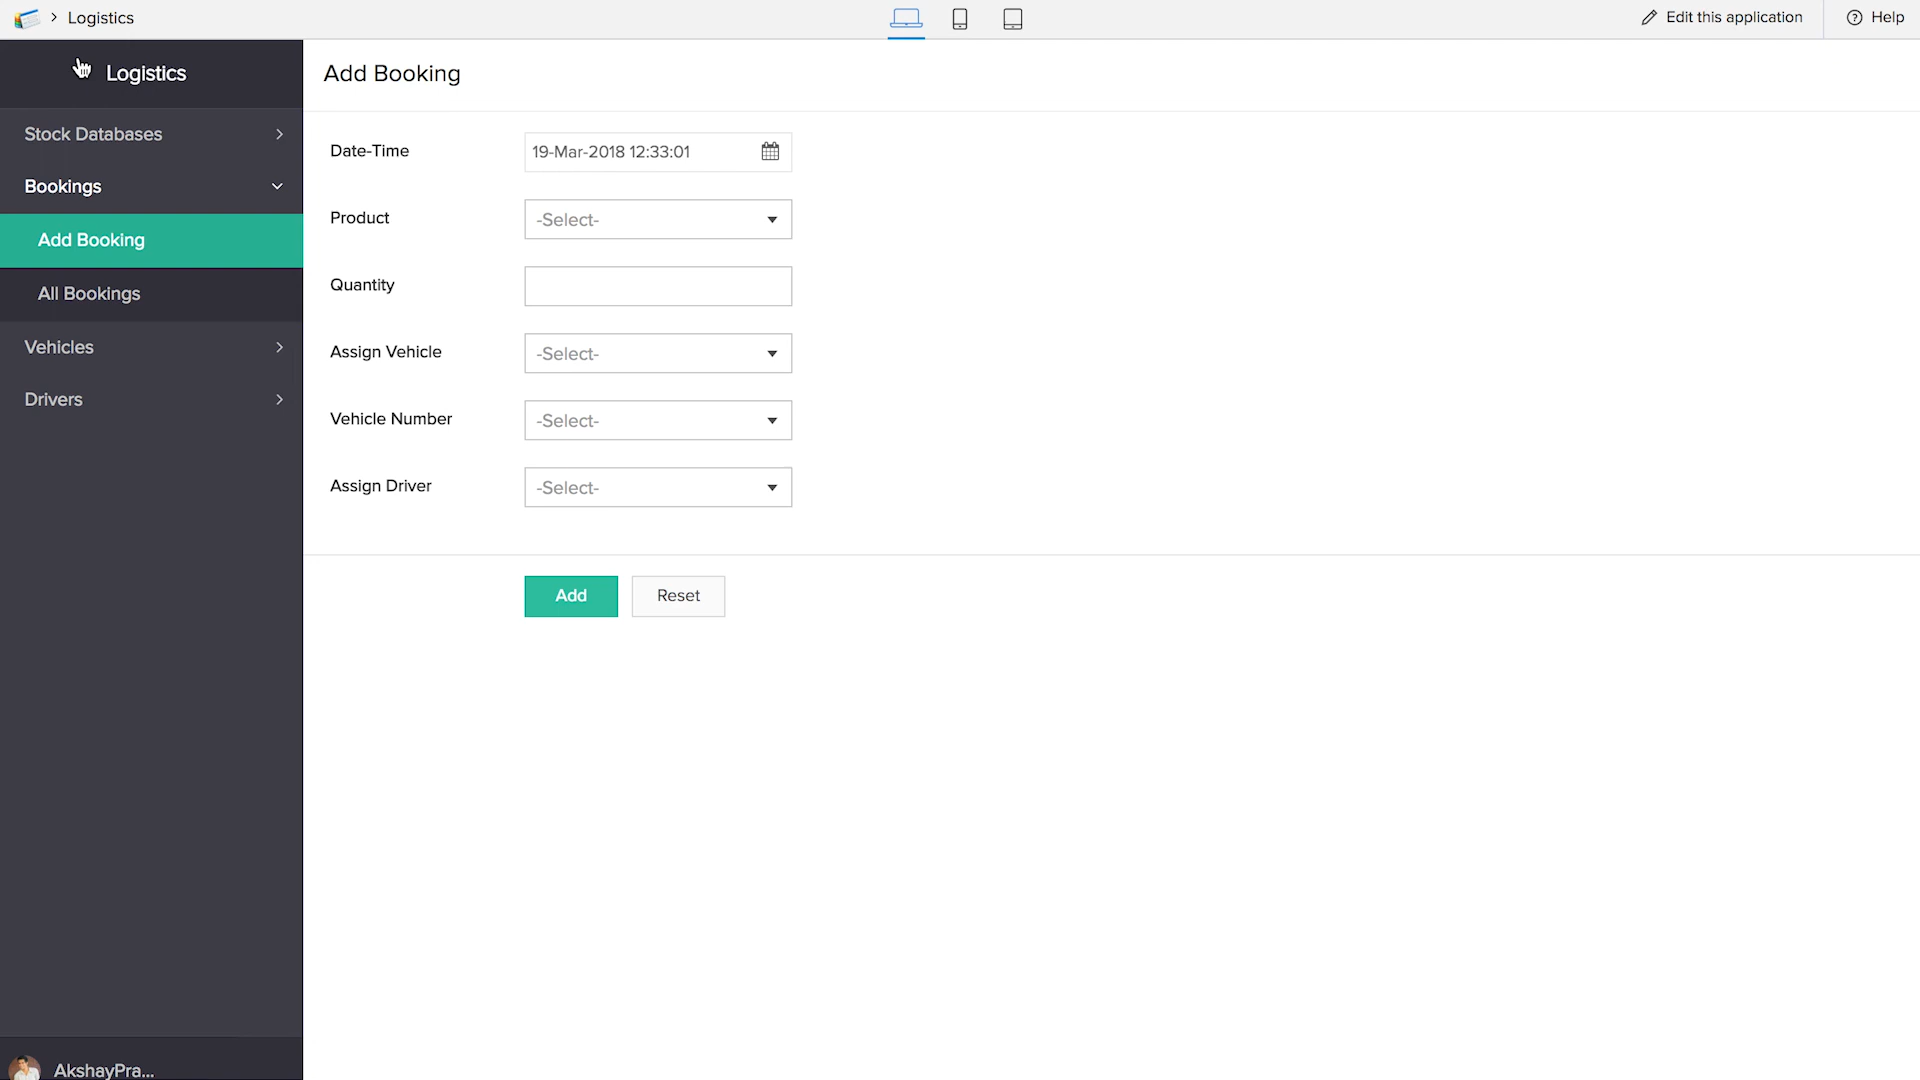 Logistics
Edit this application
Help
Logistics
Stock Databases
Bookings
Add Booking
All Bookings
Vehicles
Drivers
AkshayPra...
Add Booking
Date-Time
19-Mar-2018 12:33:01
Product
-Select-
Quantity
Assign Vehicle
-Select-
Vehicle Number
-Select-
Assign Driver
-Select-
Add
Reset